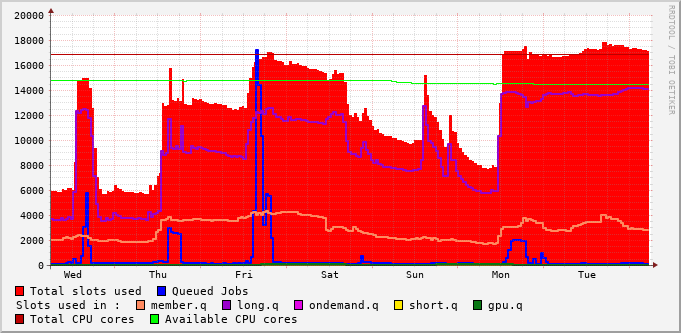 20000
18000
16000
14000
12000
10000
8000
6000
4000
2000
0
Wed Thu Fri Sat Sun Mon Tue
RRDTOOL / TOBI OETIKER
Total slots used Queued Jobs
Slots used in : member.q long.q ondemand.q short.q gpu.q
Total CPU cores Available CPU cores